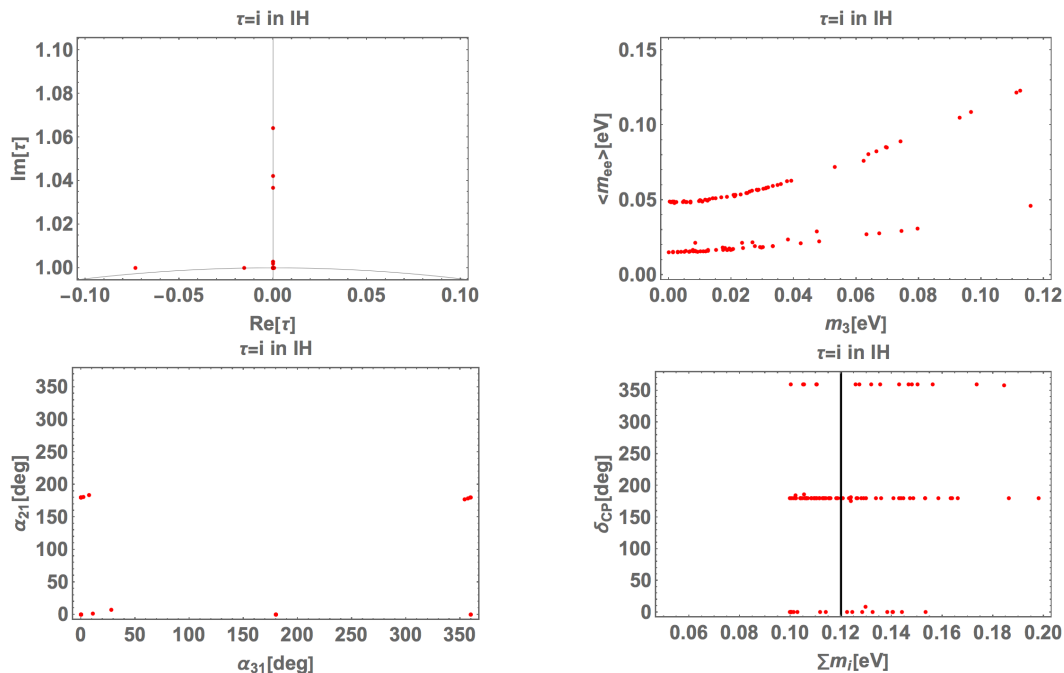 τ=i in IH
1.10
1.08
1.06
1.04
1.02
1.00
Im[τ]
−0.10 −0.05 0.00 0.05 0.10
Re[τ]
τ=i in IH
0.15
0.10
0.05
0.00
<mee>[eV]
0.00 0.02 0.04 0.06 0.08 0.10 0.12
m3[eV]
τ=i in IH
350
300
250
200
150
100
50
0
α21[deg]
0 50 100 150 200 250 300 350
α31[deg]
τ=i in IH
350
300
250
200
150
100
50
0
δCP[deg]
0.06 0.08 0.10 0.12 0.14 0.16 0.18 0.20
∑mi[eV]